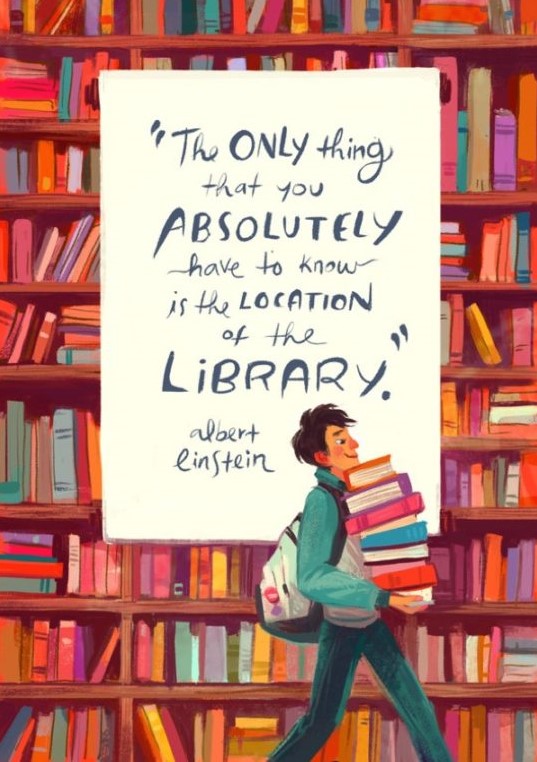 "The ONLY thing
that you
ABSOLUTELY
have to know
is the LOCATION
of the
LiBRARY."
albert
einstein